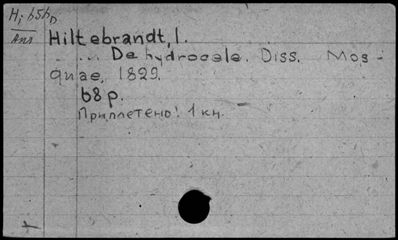 Hiltebrandt, I.
... De hydrocele. Diss. Mos-
quae, 1829.
68 p.
Приплетено: 1 кн.